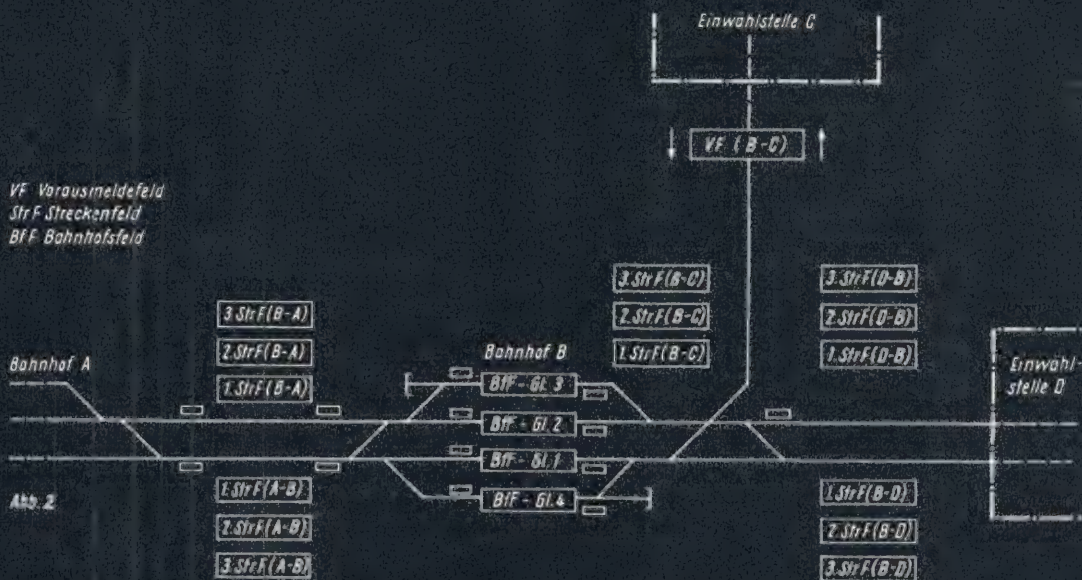 Einwählstelle C
VF (B-C)
VF Vorausmeldefeld
StrF Streckenfeld
BfF Bahnhofsfeld
3.StrF(B-C)
2.StrF(B-C)
1.StrF(B-C)
3.StrF(D-B)
2.StrF(D-B)
1.StrF(D-B)
3.StrF(B-A)
2.StrF(B-A)
1.StrF(B-A)
Bahnhof A
Bahnhof B
BfF - Gl. 3
BfF - Gl. 2
BfF - Gl. 1
BfF - Gl. 4
Einwähl-
stelle D
Abb. 2
1.StrF(A-B)
2.StrF(A-B)
3.StrF(A-B)
1.StrF(B-D)
2.StrF(B-D)
3.StrF(B-D)